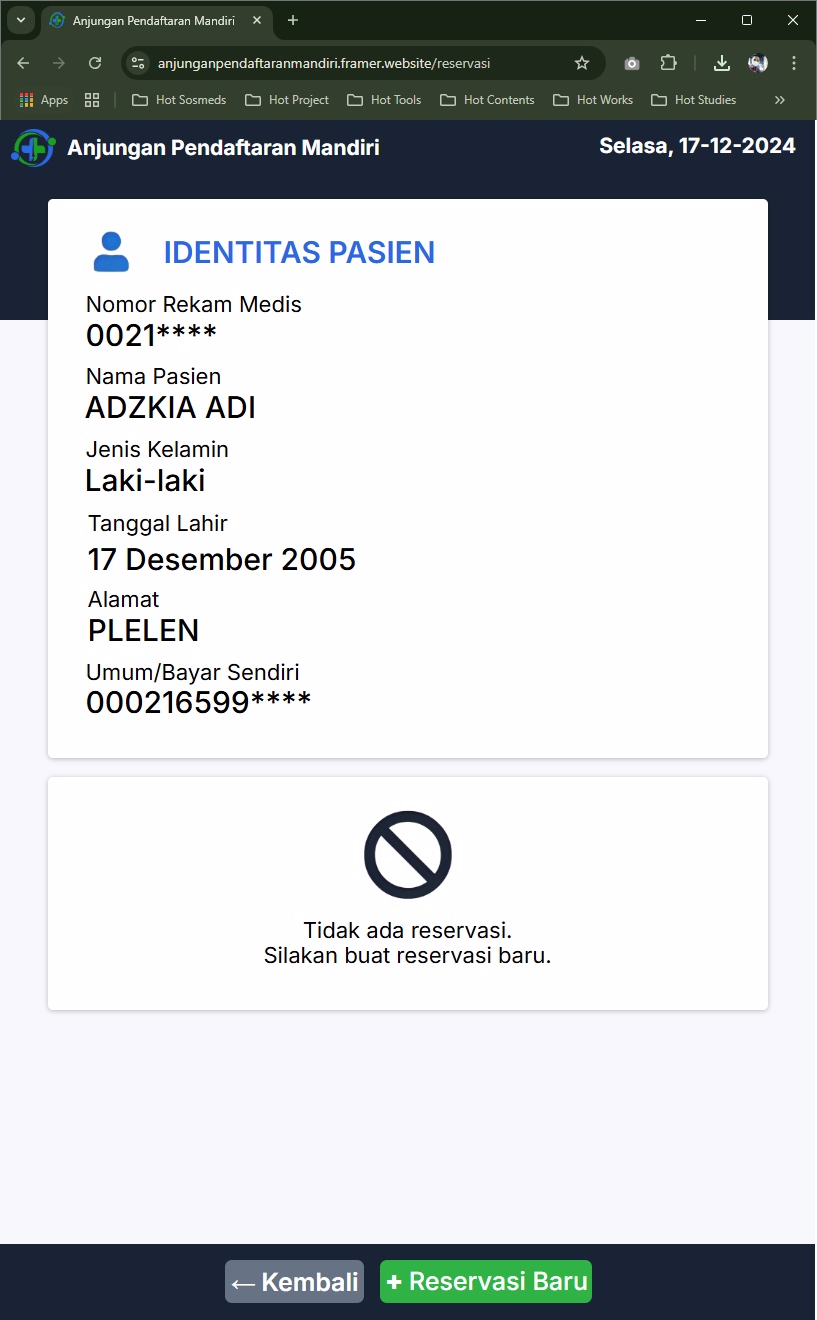 Anjungan Pendaftaran Mandiri
anjunganpendaftaranmandiri.framer.website/reservasi
Apps
Hot Sosmeds
Hot Project
Hot Tools
Hot Contents
Hot Works
Hot Studies
Anjungan Pendaftaran Mandiri
Selasa, 17-12-2024
IDENTITAS PASIEN
Nomor Rekam Medis
0021****
Nama Pasien
ADZKIA ADI
Jenis Kelamin
Laki-laki
Tanggal Lahir
17 Desember 2005
Alamat
PLELEN
Umum/Bayar Sendiri
000216599****
Tidak ada reservasi.
Silakan buat reservasi baru.
← Kembali
+ Reservasi Baru